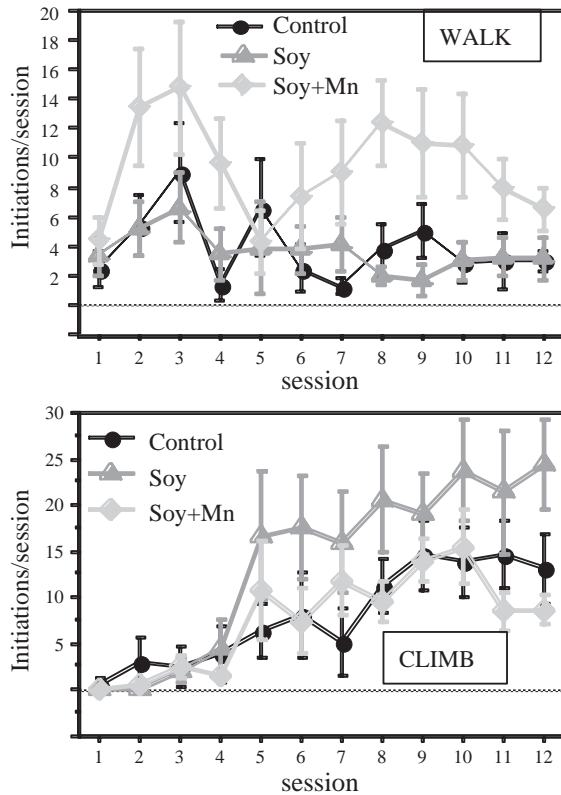 20
18
16
14
12
10
8
6
4
2
Initiations/session
Control
Soy
Soy+Mn
WALK
1 2 3 4 5 6 7 8 9 10 11 12
session
30
25
20
15
10
5
Initiations/session
Control
Soy
Soy+Mn
CLIMB
1 2 3 4 5 6 7 8 9 10 11 12
session